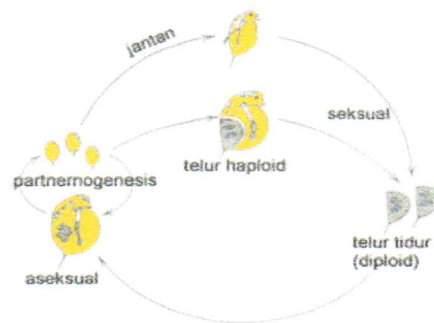 jantan
seksual
telur haploid
partnernogenesis
telur tidur
(diploid)
aseksual